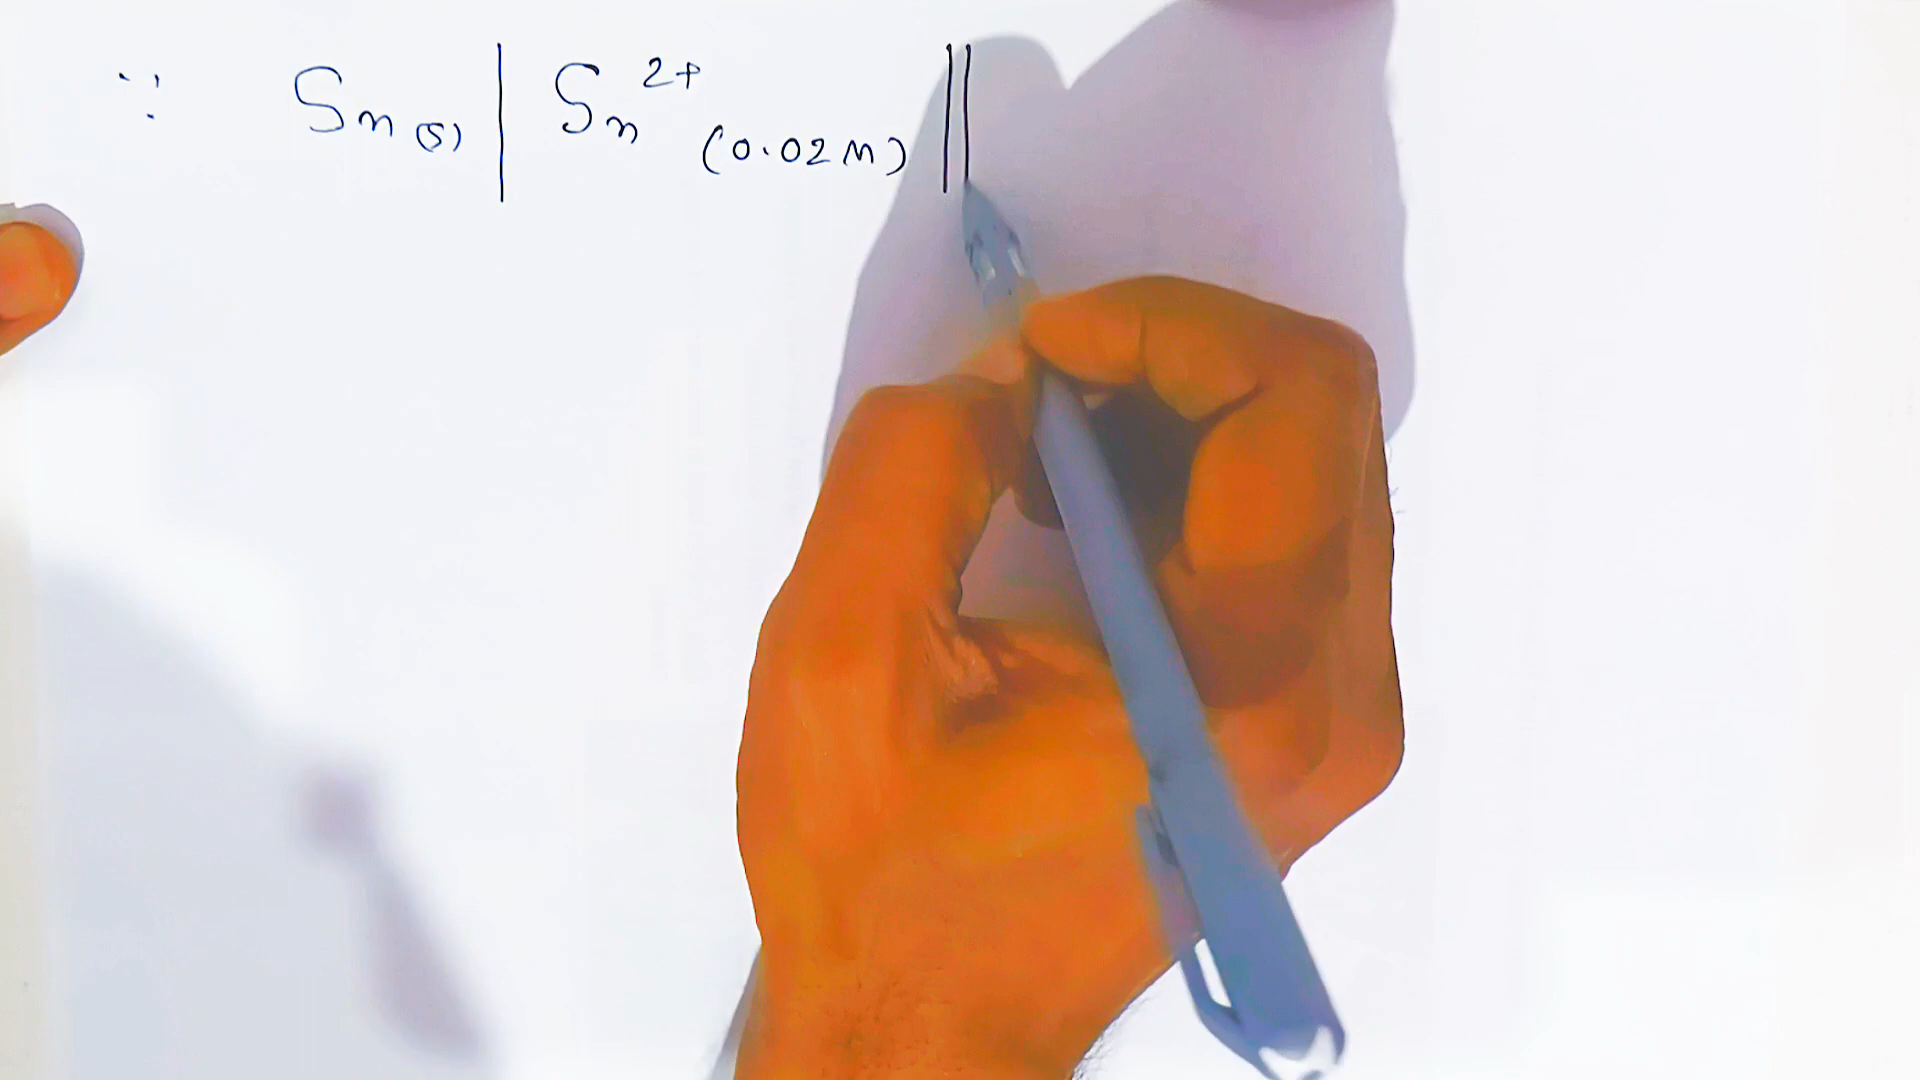 ∵ Sn(s) | Sn²⁺(0.02M) ||